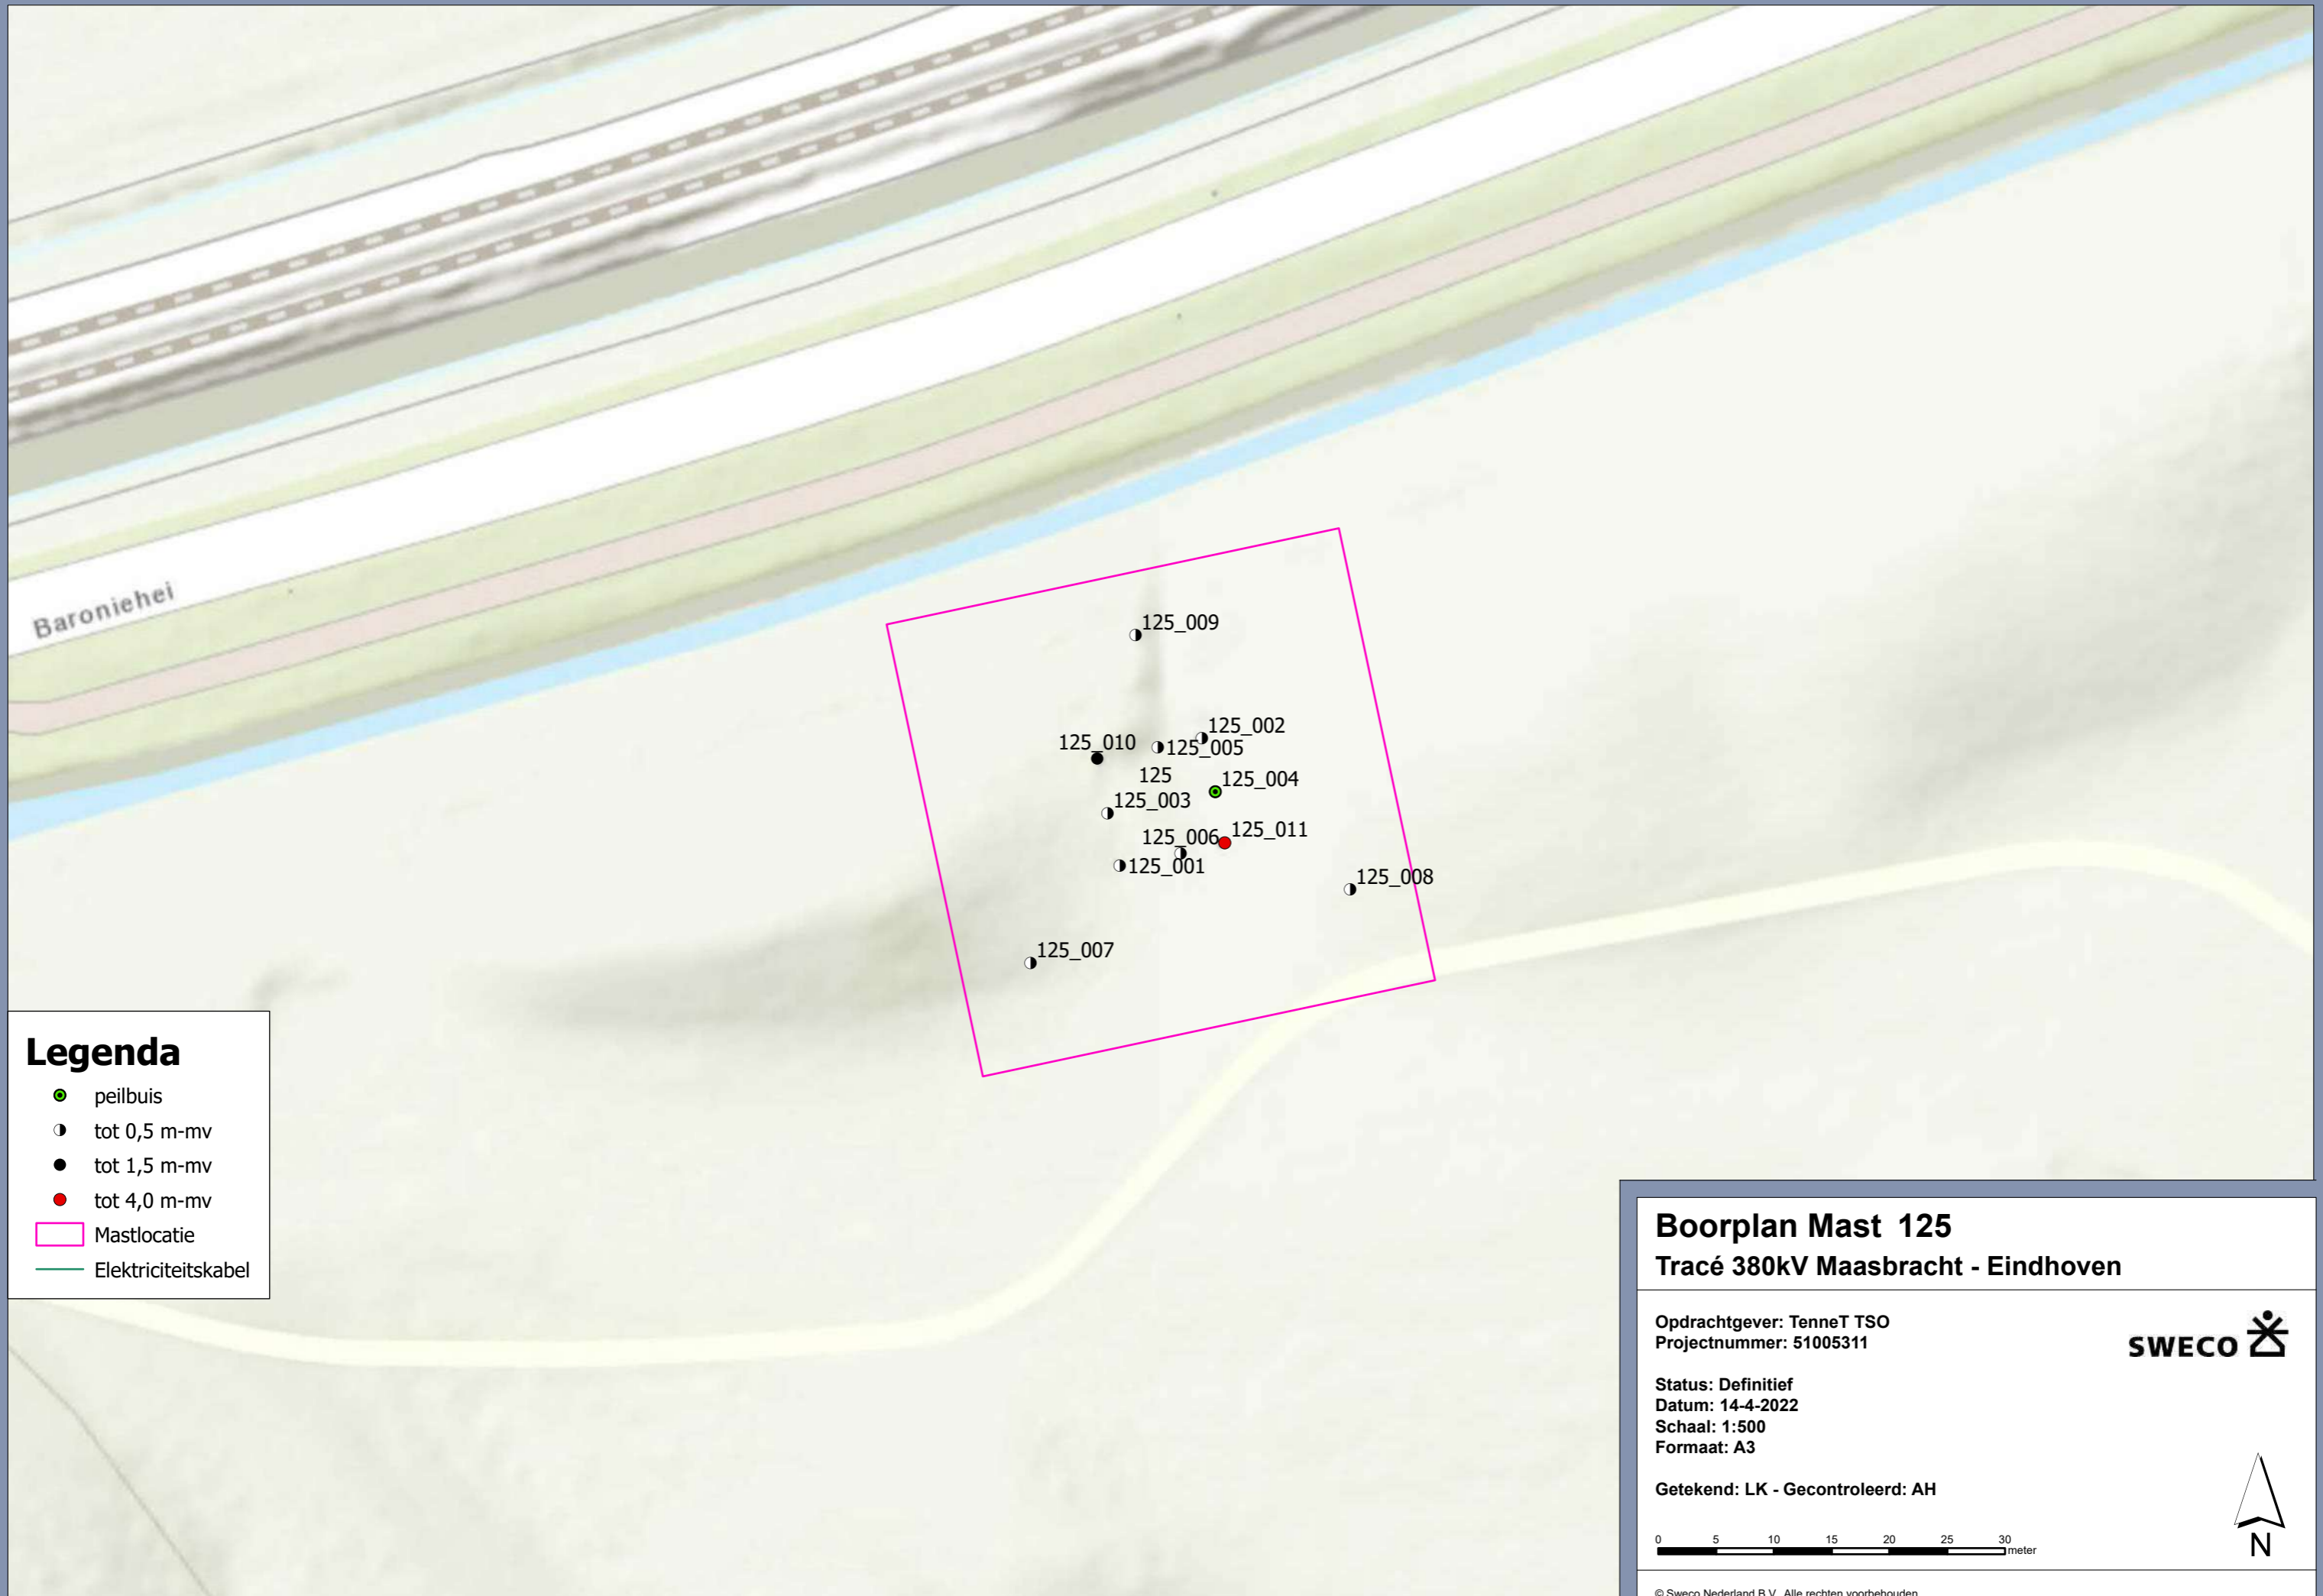 Baroniehei
125_009
125_002
125_010
125_005
125
125_004
125_003
125_011
125_006
125_001
125_008
125_007
Legenda
peilbuis
tot 0,5 m-mv
tot 1,5 m-mv
tot 4,0 m-mv
Mastlocatie
Elektriciteitskabel
Boorplan Mast 125
Tracé 380kV Maasbracht - Eindhoven
Opdrachtgever: TenneT TSO
Projectnummer: 51005311
SWECO
Status: Definitief
Datum: 14-4-2022
Schaal: 1:500
Formaat: A3
Getekend: LK - Gecontroleerd: AH
0 5 10 15 20 25 30
meter
N
© Sweco Nederland B.V. Alle rechten voorbehouden